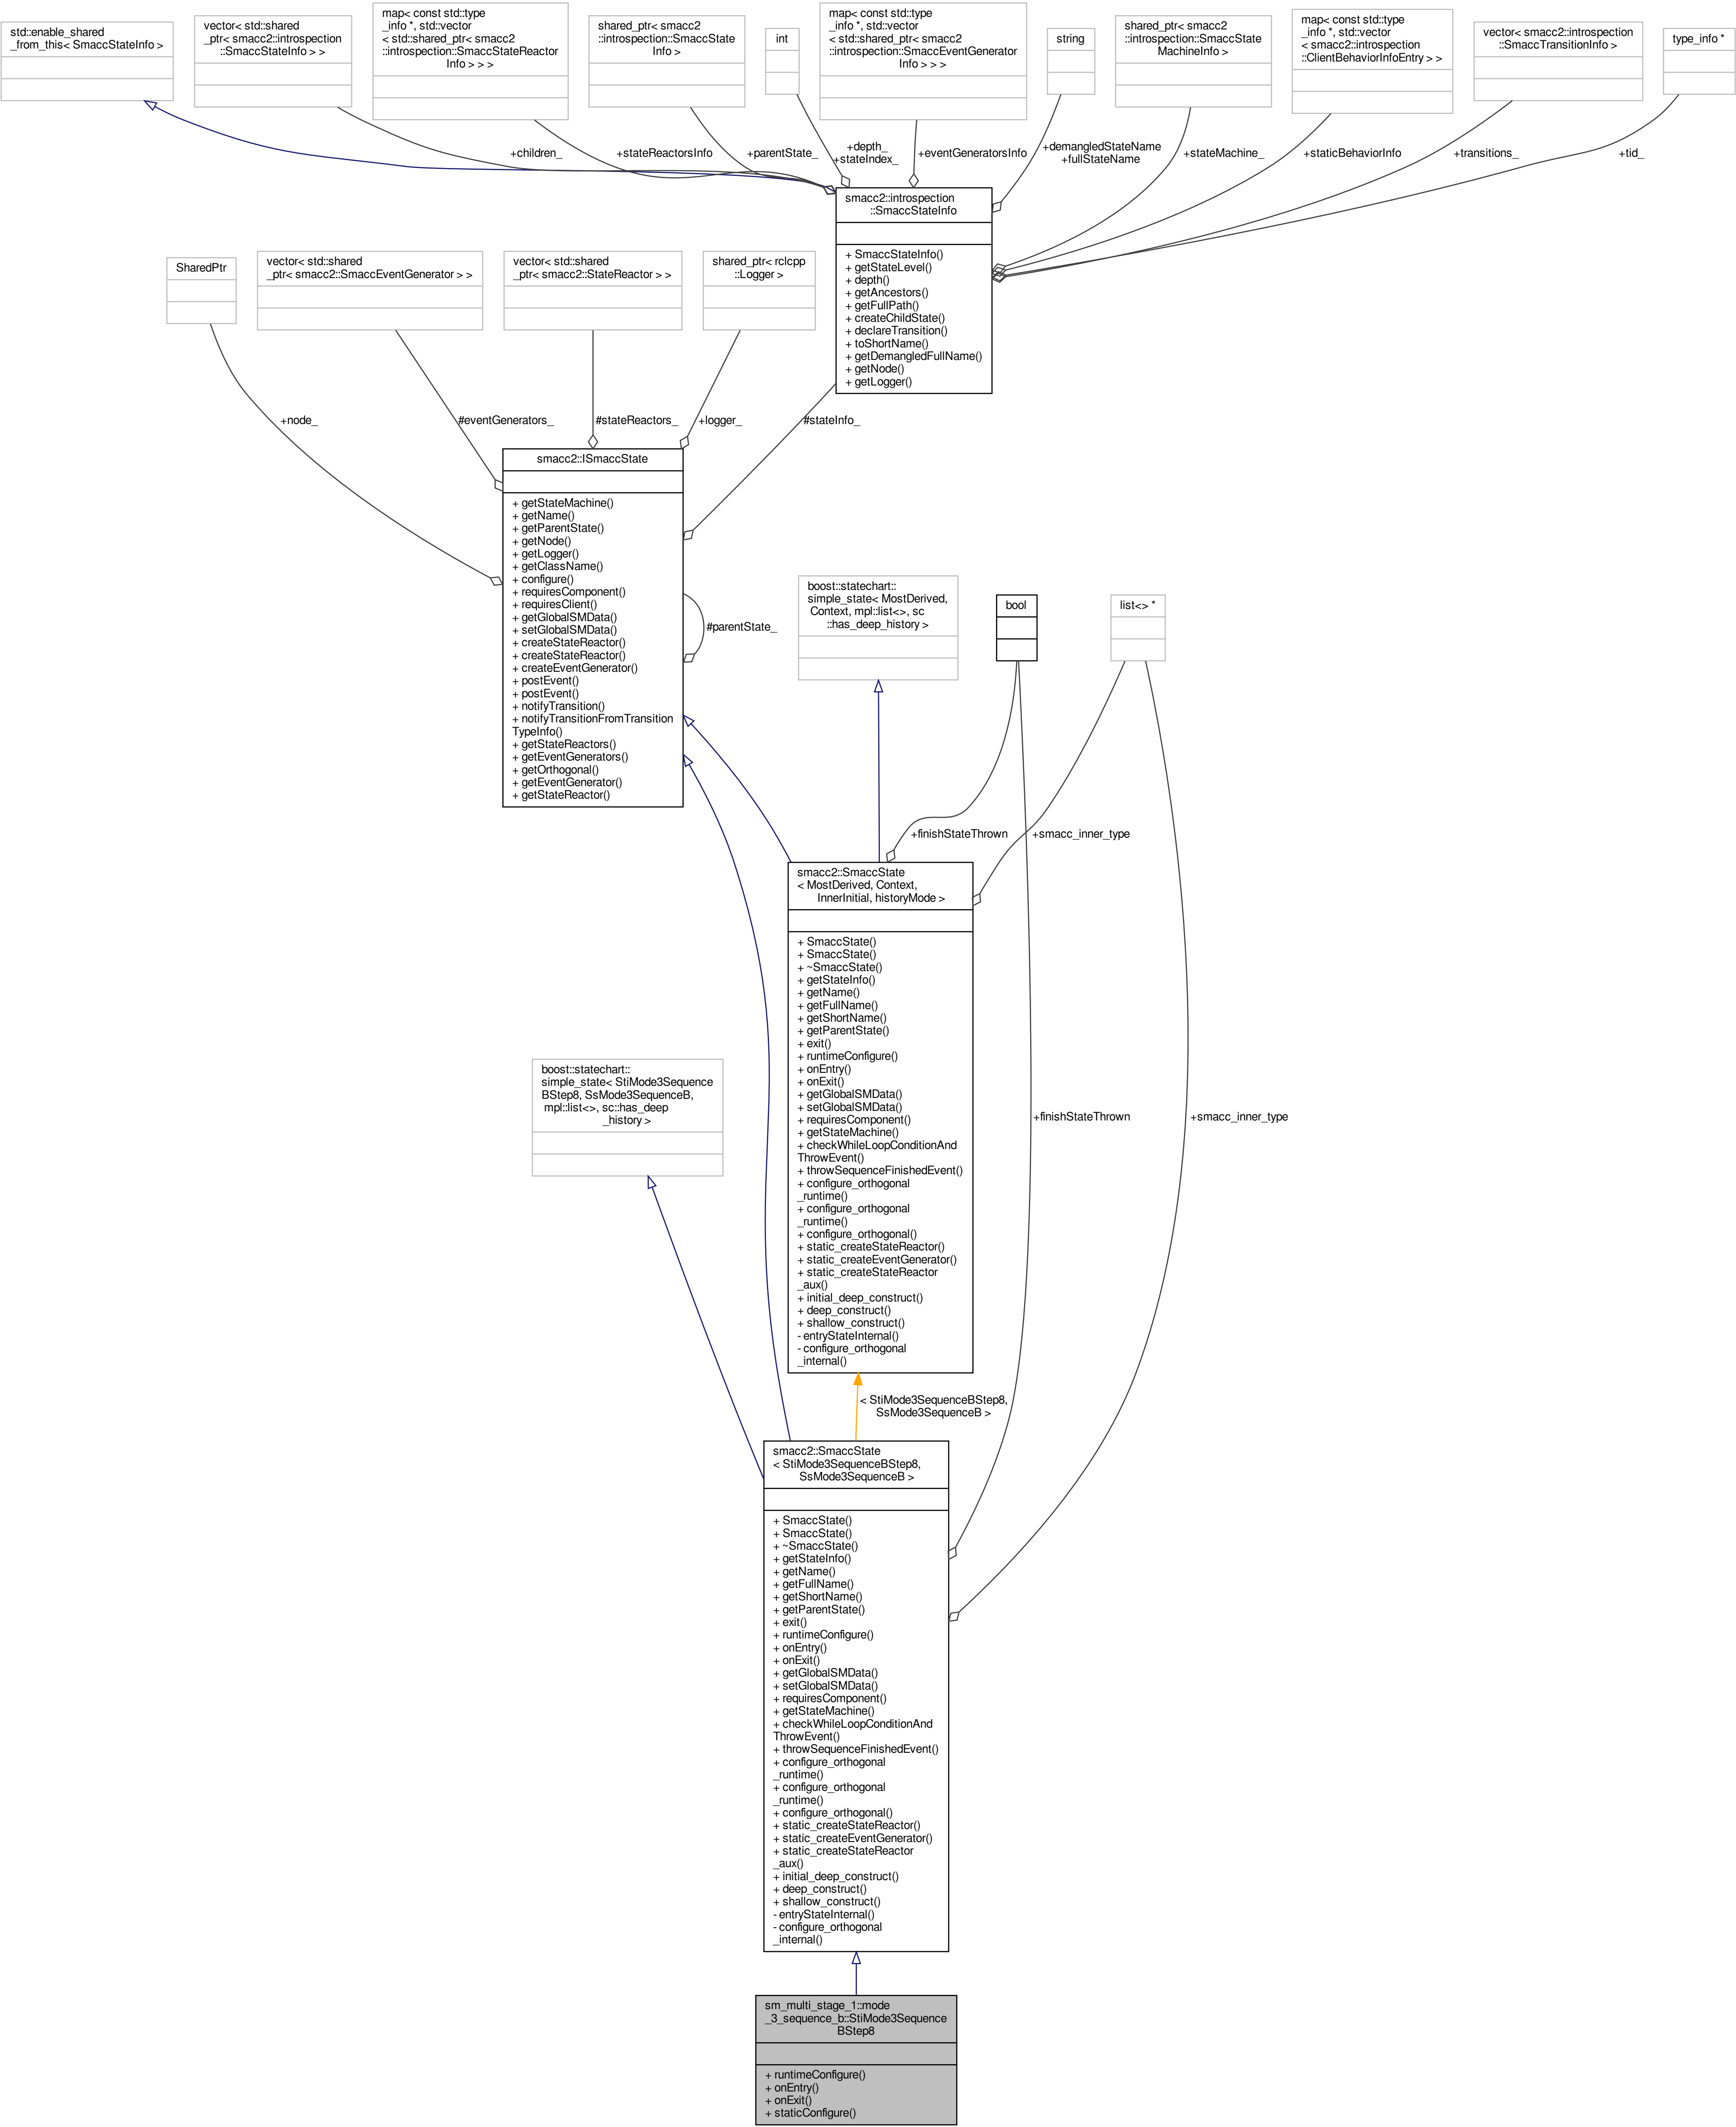 std::enable_shared
_from_this< SmaccStateInfo >
vector< std::shared
_ptr< smacc2::introspection
::SmaccStateInfo > >
map< const std::type
_info *, std::vector
< std::shared_ptr< smacc2
::introspection::SmaccStateReactor
Info > > >
shared_ptr< smacc2
::introspection::SmaccState
Info >
int
map< const std::type
_info *, std::vector
< std::shared_ptr< smacc2
::introspection::SmaccEventGenerator
Info > > >
string
shared_ptr< smacc2
::introspection::SmaccState
MachineInfo >
map< const std::type
_info *, std::vector
< smacc2::introspection
::ClientBehaviorInfoEntry > >
vector< smacc2::introspection
::SmaccTransitionInfo >
type_info *
+children_
+stateReactorsInfo
+parentState_
+depth_
+stateIndex_
+eventGeneratorsInfo
+demangledStateName
+fullStateName
+stateMachine_
+staticBehaviorInfo
+transitions_
+tid_
smacc2::introspection
::SmaccStateInfo
+ SmaccStateInfo()
+ getStateLevel()
+ depth()
+ getAncestors()
+ getFullPath()
+ createChildState()
+ declareTransition()
+ toShortName()
+ getDemangledFullName()
+ getNode()
+ getLogger()
SharedPtr
vector< std::shared
_ptr< smacc2::SmaccEventGenerator > >
vector< std::shared
_ptr< smacc2::StateReactor > >
shared_ptr< rclcpp
::Logger >
+node_
#eventGenerators_
#stateReactors_
+logger_
#stateInfo_
smacc2::ISmaccState
+ getStateMachine()
+ getName()
+ getParentState()
+ getNode()
+ getLogger()
+ getClassName()
+ configure()
+ requiresComponent()
+ requiresClient()
+ getGlobalSMData()
+ setGlobalSMData()
+ createStateReactor()
+ createStateReactor()
+ createEventGenerator()
+ postEvent()
+ postEvent()
+ notifyTransition()
+ notifyTransitionFromTransition
TypeInfo()
+ getStateReactors()
+ getEventGenerators()
+ getOrthogonal()
+ getEventGenerator()
+ getStateReactor()
#parentState_
boost::statechart::
simple_state< MostDerived,
Context, mpl::list<>, sc
::has_deep_history >
bool
list<> *
+finishStateThrown
+smacc_inner_type
smacc2::SmaccState
< MostDerived, Context,
InnerInitial, historyMode >
+ SmaccState()
+ SmaccState()
+ ~SmaccState()
+ getStateInfo()
+ getName()
+ getFullName()
+ getShortName()
+ getParentState()
+ exit()
+ runtimeConfigure()
+ onEntry()
+ onExit()
+ getGlobalSMData()
+ setGlobalSMData()
+ requiresComponent()
+ getStateMachine()
+ checkWhileLoopConditionAnd
ThrowEvent()
+ throwSequenceFinishedEvent()
+ configure_orthogonal
_runtime()
+ configure_orthogonal
_runtime()
+ configure_orthogonal()
+ static_createStateReactor()
+ static_createEventGenerator()
+ static_createStateReactor
_aux()
+ initial_deep_construct()
+ deep_construct()
+ shallow_construct()
- entryStateInternal()
- configure_orthogonal
_internal()
boost::statechart::
simple_state< StiMode3Sequence
BStep8, SsMode3SequenceB,
mpl::list<>, sc::has_deep
_history >
+finishStateThrown
+smacc_inner_type
< StiMode3SequenceBStep8,
SsMode3SequenceB >
smacc2::SmaccState
< StiMode3SequenceBStep8,
SsMode3SequenceB >
+ SmaccState()
+ SmaccState()
+ ~SmaccState()
+ getStateInfo()
+ getName()
+ getFullName()
+ getShortName()
+ getParentState()
+ exit()
+ runtimeConfigure()
+ onEntry()
+ onExit()
+ getGlobalSMData()
+ setGlobalSMData()
+ requiresComponent()
+ getStateMachine()
+ checkWhileLoopConditionAnd
ThrowEvent()
+ throwSequenceFinishedEvent()
+ configure_orthogonal
_runtime()
+ configure_orthogonal
_runtime()
+ configure_orthogonal()
+ static_createStateReactor()
+ static_createEventGenerator()
+ static_createStateReactor
_aux()
+ initial_deep_construct()
+ deep_construct()
+ shallow_construct()
- entryStateInternal()
- configure_orthogonal
_internal()
sm_multi_stage_1::mode
_3_sequence_b::StiMode3Sequence
BStep8
+ runtimeConfigure()
+ onEntry()
+ onExit()
+ staticConfigure()